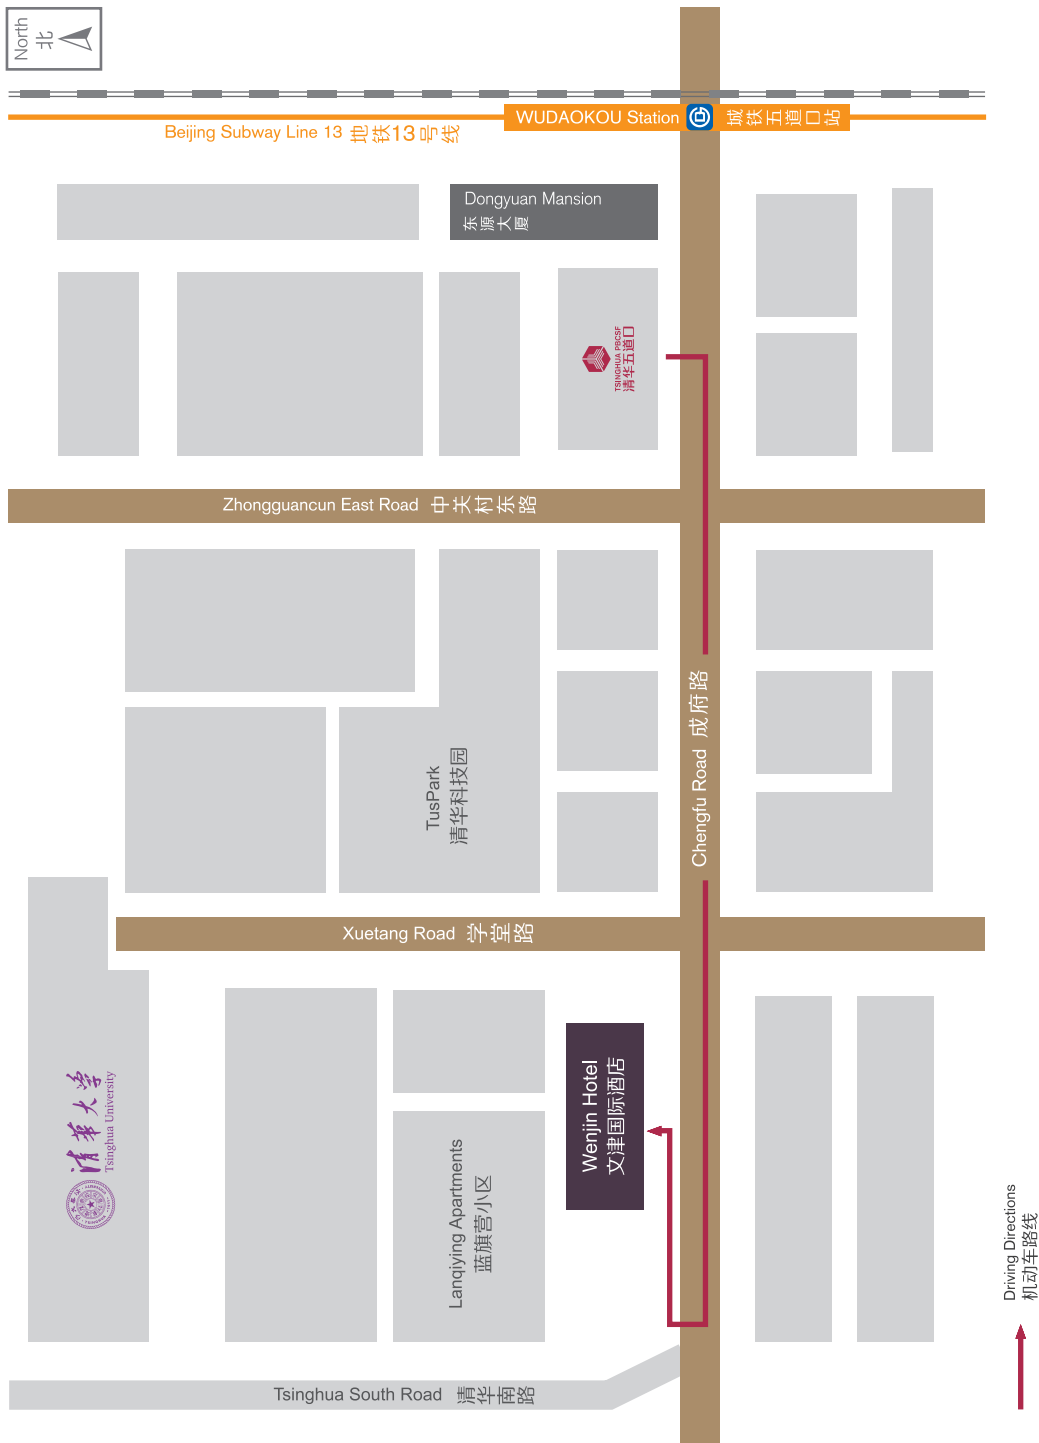 North
北
WUDAOKOU Station 城铁五道口站
Beijing Subway Line 13 地铁13号线
Dongyuan Mansion
东源大厦
TSINGHUA PBCSF
清华五道口
Zhongguancun East Road 中关村东路
Chengfu Road 成府路
TusPark
清华科技园
Xuetang Road 学堂路
Wenjin Hotel
文津国际酒店
清华大学
Tsinghua University
Lanqiying Apartments
蓝旗营小区
Driving Directions
机动车路线
Tsinghua South Road 清华南路